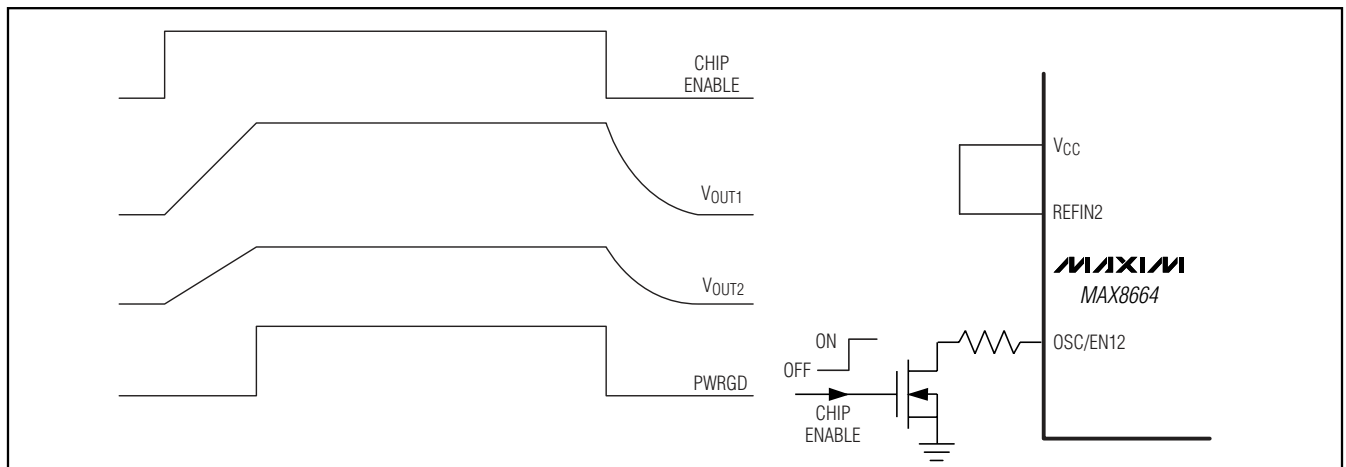 CHIP
ENABLE
VOUT1
VOUT2
PWRGD
VCC
REFIN2
MAXIM
MAX8664
OSC/EN12
ON
OFF
CHIP
ENABLE